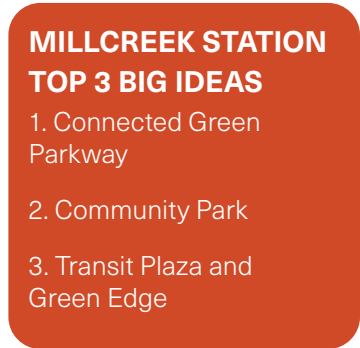 MILLCREEK STATION
TOP 3 BIG IDEAS
1. Connected Green
Parkway
2. Community Park
3. Transit Plaza and
Green Edge